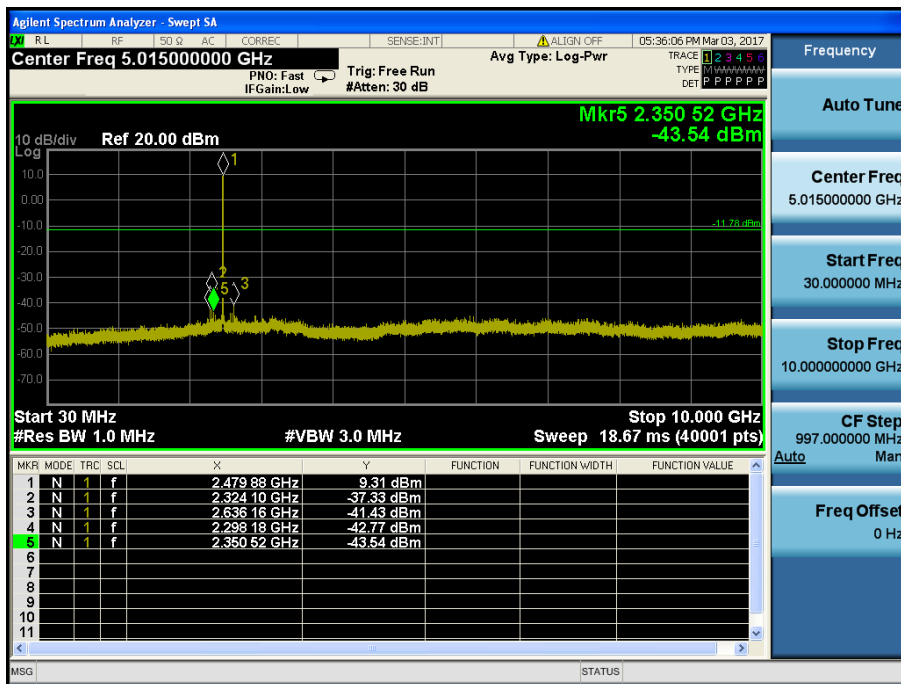 Agilent Spectrum Analyzer - Swept SA
LXI RL RF 50 Ω AC CORREC SENSE:INT ALIGN OFF 05:36:06 PM Mar 03, 2017
Center Freq 5.015000000 GHz
PNO: Fast
IFGain:Low
Trig: Free Run
#Atten: 30 dB
Avg Type: Log-Pwr
TRACE 1 2 3 4 5 6
TYPE M W W W W W
DET P P P P P P
Mkr5 2.350 52 GHz
-43.54 dBm
10 dB/div Ref 20.00 dBm
Log
10.0
0.00
-10.0
-20.0
-30.0
-40.0
-50.0
-60.0
-70.0
1
2
5
3
-11.78 dBm
Start 30 MHz Stop 10.000 GHz
#Res BW 1.0 MHz #VBW 3.0 MHz Sweep 18.67 ms (40001 pts)
MKR MODE TRC SCL X Y FUNCTION FUNCTION WIDTH FUNCTION VALUE
1 N 1 f 2.479 88 GHz 9.31 dBm
2 N 1 f 2.324 10 GHz -37.33 dBm
3 N 1 f 2.636 16 GHz -41.43 dBm
4 N 1 f 2.298 18 GHz -42.77 dBm
5 N 1 f 2.350 52 GHz -43.54 dBm
6
7
8
9
10
11
MSG STATUS
Frequency
Auto Tune
Center Freq
5.015000000 GHz
Start Freq
30.000000 MHz
Stop Freq
10.000000000 GHz
CF Step
997.000000 MHz
Auto Man
Freq Offset
0 Hz